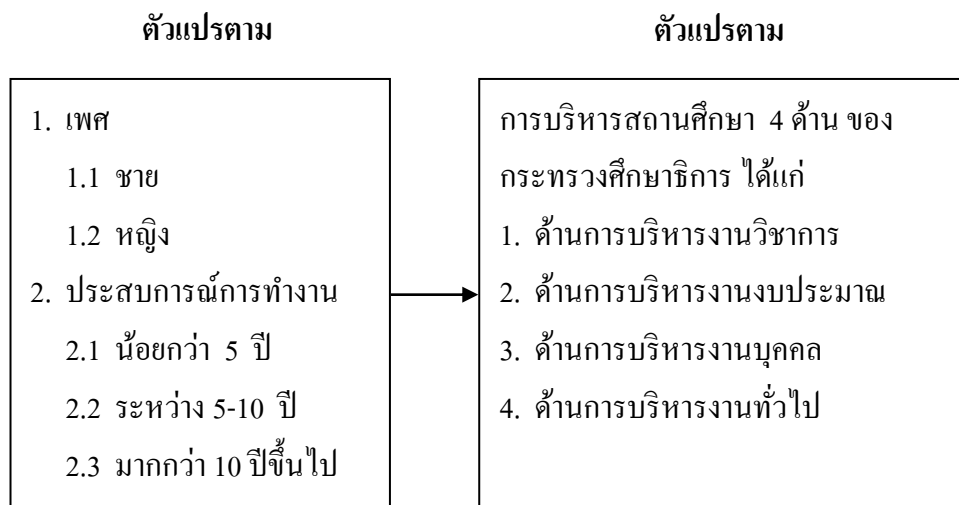 ตัวแปรตาม
1. เพศ
1.1 ชาย
1.2 หญิง
2. ประสบการณ์การทำงาน
2.1 น้อยกว่า 5 ปี
2.2 ระหว่าง 5-10 ปี
2.3 มากกว่า 10 ปีขึ้นไป
ตัวแปรตาม
การบริหารสถานศึกษา 4 ด้าน ของ
กระทรวงศึกษาธิการ ได้แก่
1. ด้านการบริหารงานวิชาการ
2. ด้านการบริหารงานงบประมาณ
3. ด้านการบริหารงานบุคคล
4. ด้านการบริหารงานทั่วไป